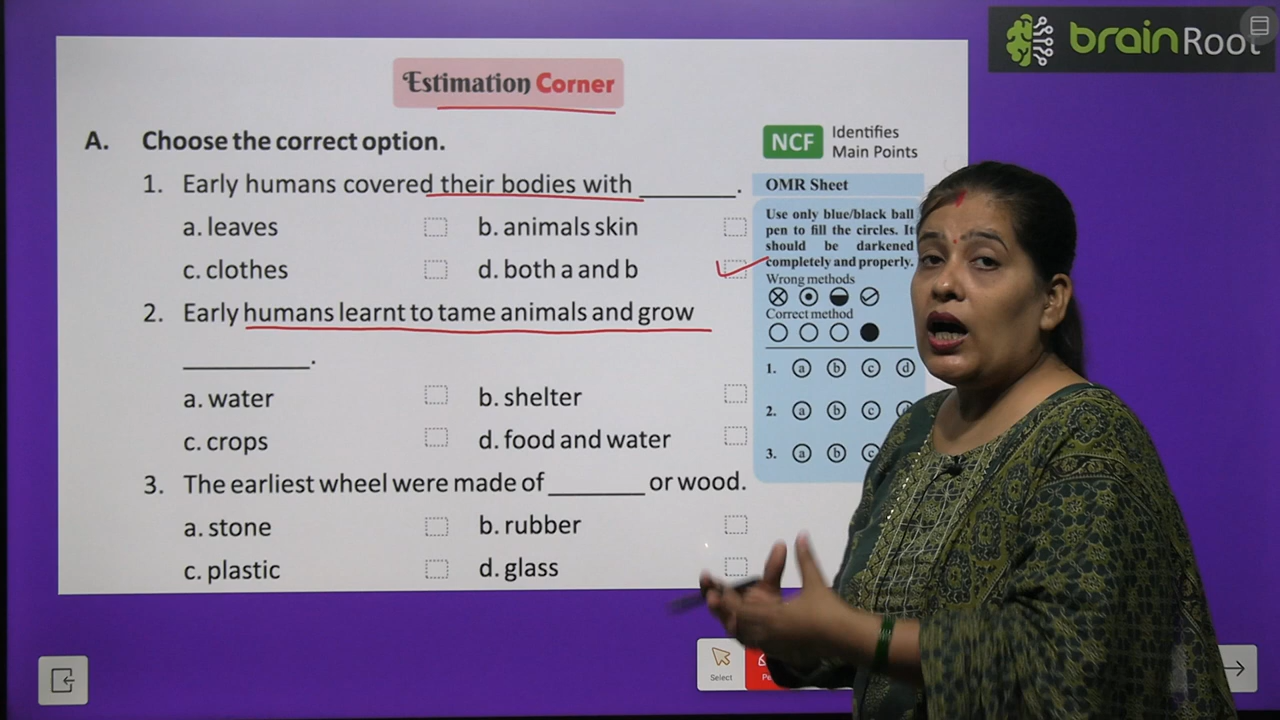 brainRoot
Estimation Corner
A. Choose the correct option.
NCF Identifies
Main Points
1. Early humans covered their bodies with ________.
a. leaves b. animals skin
c. clothes d. both a and b
2. Early humans learnt to tame animals and grow
__________.
a. water b. shelter
c. crops d. food and water
3. The earliest wheel were made of ________ or wood.
a. stone b. rubber
c. plastic d. glass
OMR Sheet
Use only blue/black ball
pen to fill the circles. It
should be darkened
completely and properly.
Wrong methods
Correct method
1. a b c d
2. a b c d
3. a b c
Select